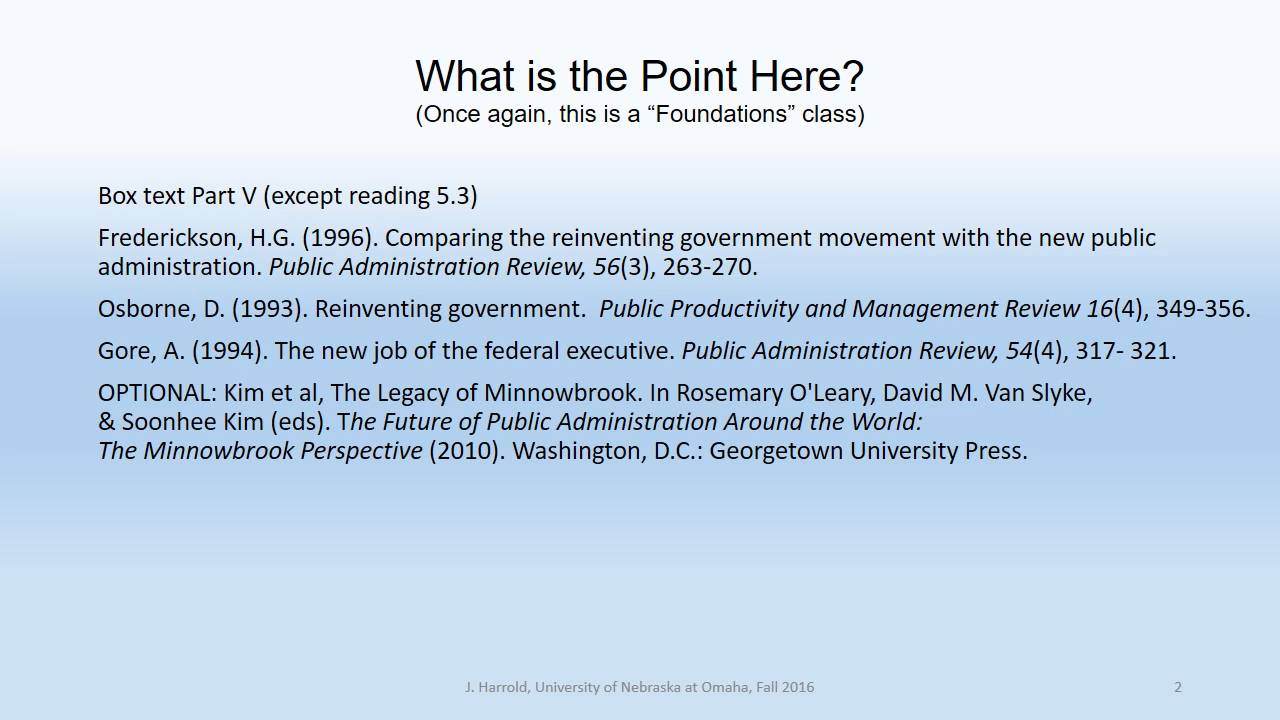 What is the Point Here?
(Once again, this is a “Foundations” class)
Box text Part V (except reading 5.3)
Frederickson, H.G. (1996). Comparing the reinventing government movement with the new public
administration. Public Administration Review, 56(3), 263-270.
Osborne, D. (1993). Reinventing government.  Public Productivity and Management Review 16(4), 349-356.
Gore, A. (1994). The new job of the federal executive. Public Administration Review, 54(4), 317- 321.
OPTIONAL: Kim et al, The Legacy of Minnowbrook. In Rosemary O'Leary, David M. Van Slyke,
& Soonhee Kim (eds). The Future of Public Administration Around the World:
The Minnowbrook Perspective (2010). Washington, D.C.: Georgetown University Press.
J. Harrold, University of Nebraska at Omaha, Fall 2016
2